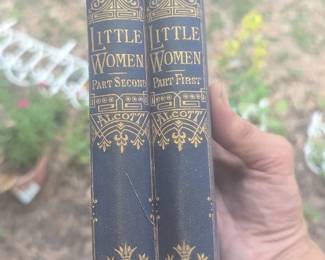 LITTLE
WOMEN
PART SECOND
ALCOTT
LITTLE
WOMEN
PART FIRST
ALCOTT